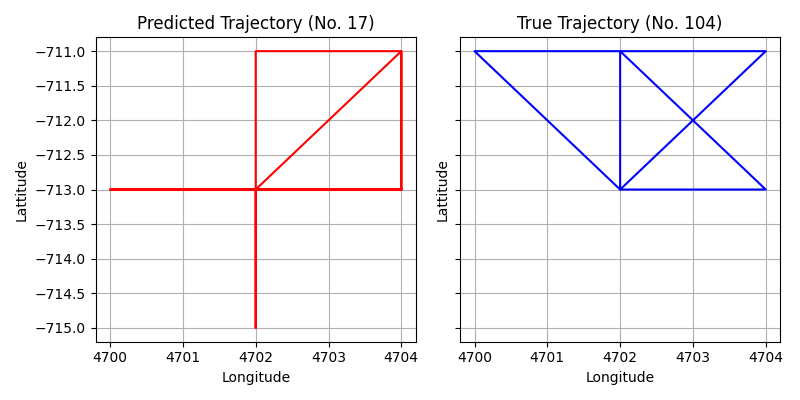 Predicted Trajectory (No. 17)
True Trajectory (No. 104)
−711.0
−711.5
−712.0
−712.5
−713.0
−713.5
−714.0
−714.5
−715.0
Lattitude
Lattitude
4700 4701 4702 4703 4704
4700 4701 4702 4703 4704
Longitude
Longitude